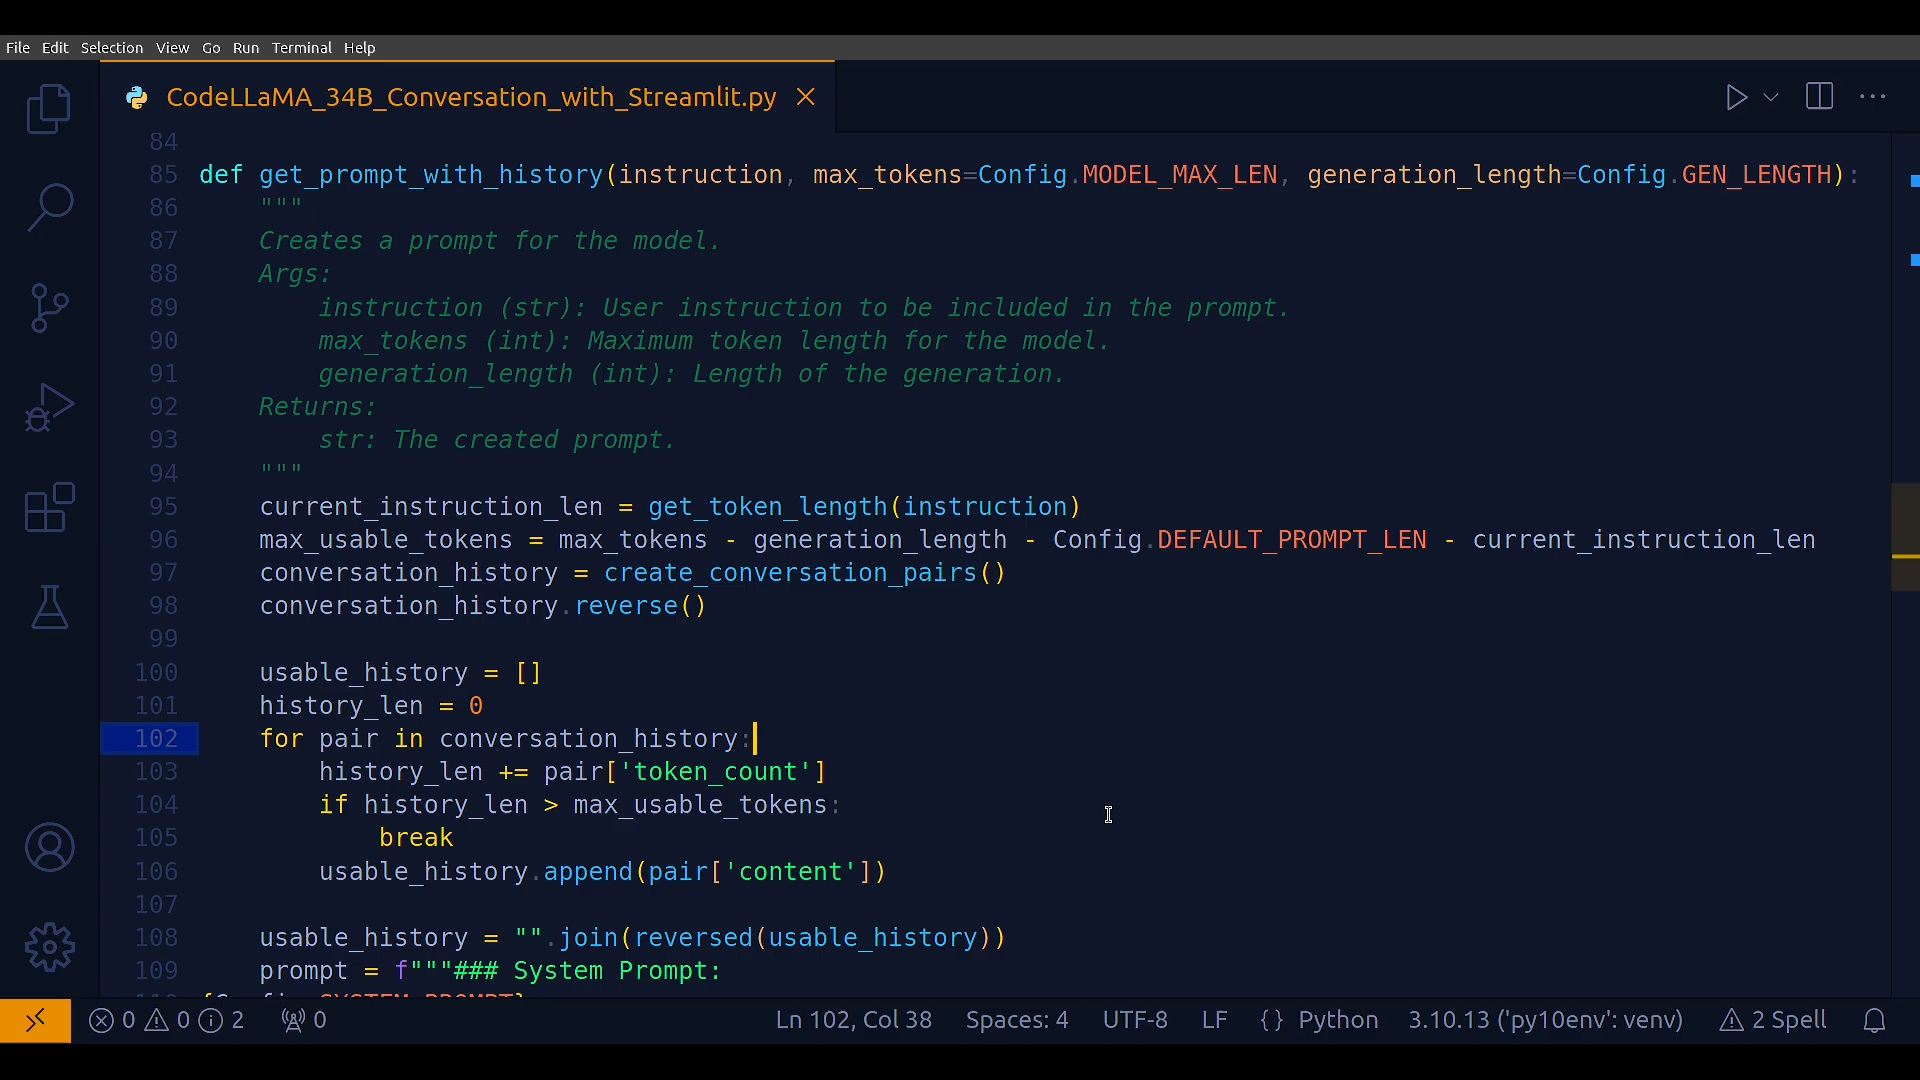 File Edit Selection View Go Run Terminal Help
CodeLLaMA_34B_Conversation_with_Streamlit.py
84
85 def get_prompt_with_history(instruction, max_tokens=Config.MODEL_MAX_LEN, generation_length=Config.GEN_LENGTH):
86     """
87     Creates a prompt for the model.
88     Args:
89         instruction (str): User instruction to be included in the prompt.
90         max_tokens (int): Maximum token length for the model.
91         generation_length (int): Length of the generation.
92     Returns:
93         str: The created prompt.
94     """
95     current_instruction_len = get_token_length(instruction)
96     max_usable_tokens = max_tokens - generation_length - Config.DEFAULT_PROMPT_LEN - current_instruction_len
97     conversation_history = create_conversation_pairs()
98     conversation_history.reverse()
99
100     usable_history = []
101     history_len = 0
102     for pair in conversation_history:
103         history_len += pair['token_count']
104         if history_len > max_usable_tokens:
105             break
106         usable_history.append(pair['content'])
107
108     usable_history = "".join(reversed(usable_history))
109     prompt = f"""### System Prompt:
0 0 2 0 Ln 102, Col 38 Spaces: 4 UTF-8 LF {} Python 3.10.13 ('py10env': venv) 2 Spell